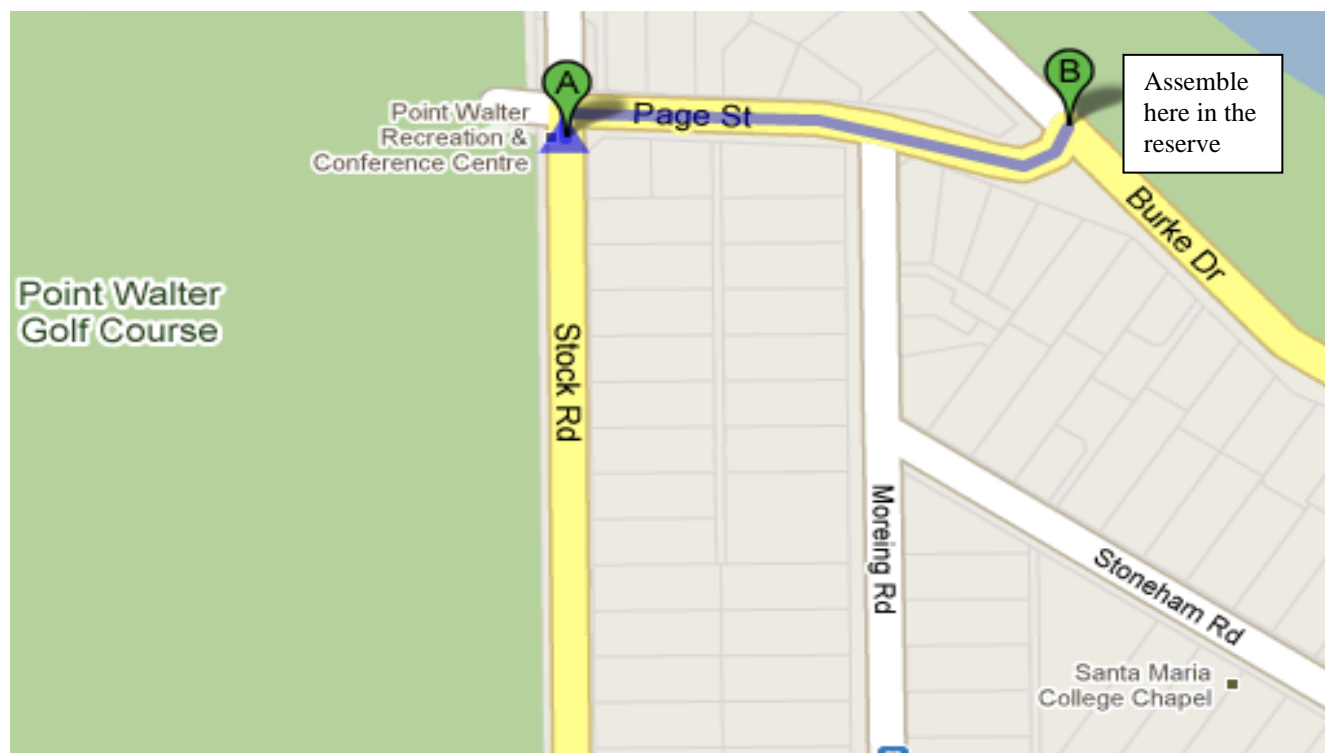 A
Page St
B
Assemble
here in the
reserve
Point Walter
Recreation &
Conference Centre
Burke Dr
Point Walter
Golf Course
Stock Rd
Moreing Rd
Stoneham Rd
Santa Maria
College Chapel